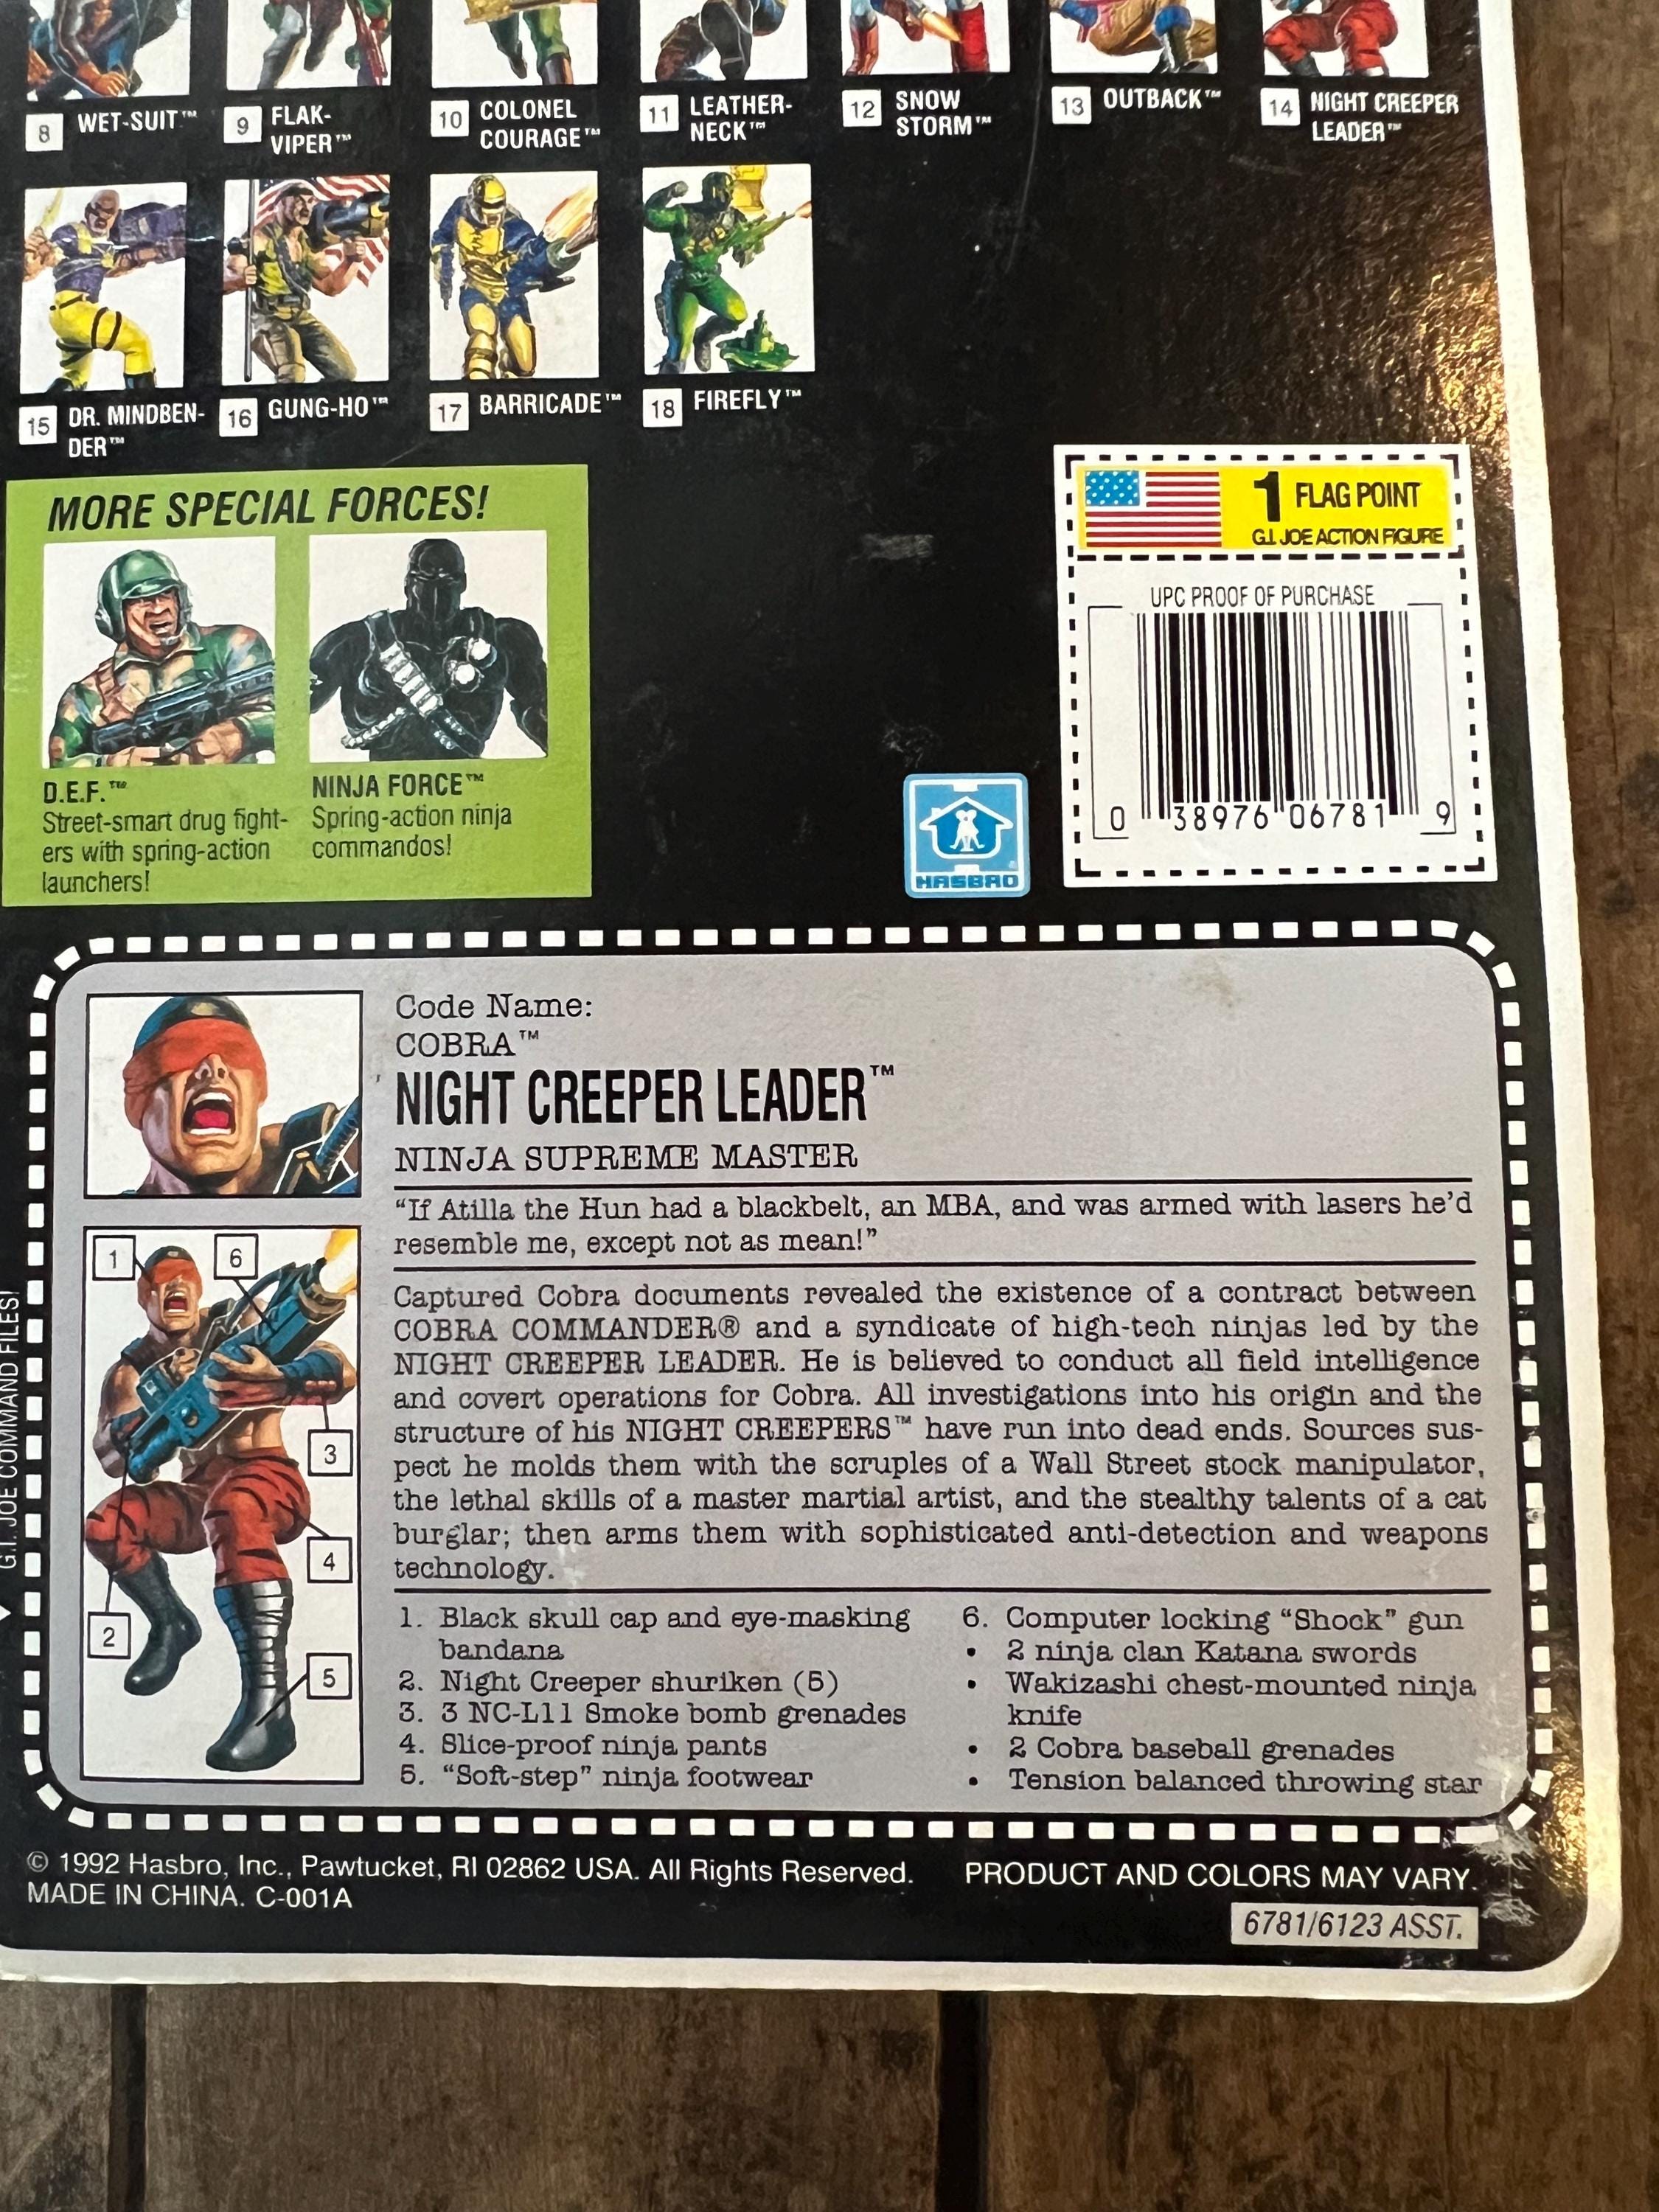 8 WET-SUIT™
9 FLAK-
VIPER™
10 COLONEL
COURAGE™
11 LEATHER-
NECK™
12 SNOW
STORM™
13 OUTBACK™
14 NIGHT CREEPER
LEADER™
15 DR. MINDBEN-
DER™
16 GUNG-HO™
17 BARRICADE™
18 FIREFLY™
MORE SPECIAL FORCES!
D.E.F.™
Street-smart drug fight-
ers with spring-action
launchers!
NINJA FORCE™
Spring-action ninja
commandos!
HASBRO
®
1 FLAG POINT
G.I. JOE ACTION FIGURE
UPC PROOF OF PURCHASE
0 38976 06781 9
G.I. JOE COMMAND FILES!
Code Name:
COBRA™
NIGHT CREEPER LEADER™
NINJA SUPREME MASTER
“If Atilla the Hun had a blackbelt, an MBA, and was armed with lasers he’d
resemble me, except not as mean!”
Captured Cobra documents revealed the existence of a contract between
COBRA COMMANDER® and a syndicate of high-tech ninjas led by the
NIGHT CREEPER LEADER. He is believed to conduct all field intelligence
and covert operations for Cobra. All investigations into his origin and the
structure of his NIGHT CREEPERS™ have run into dead ends. Sources sus-
pect he molds them with the scruples of a Wall Street stock manipulator,
the lethal skills of a master martial artist, and the stealthy talents of a cat
burglar; then arms them with sophisticated anti-detection and weapons
technology.
1
6
3
4
2
5
1. Black skull cap and eye-masking
bandana
2. Night Creeper shuriken (5)
3. 3 NC-L11 Smoke bomb grenades
4. Slice-proof ninja pants
5. “Soft-step” ninja footwear
6. Computer locking “Shock” gun
• 2 ninja clan Katana swords
• Wakizashi chest-mounted ninja
knife
• 2 Cobra baseball grenades
• Tension balanced throwing star
© 1992 Hasbro, Inc., Pawtucket, RI 02862 USA. All Rights Reserved.
MADE IN CHINA. C-001A
PRODUCT AND COLORS MAY VARY.
6781/6123 ASST.